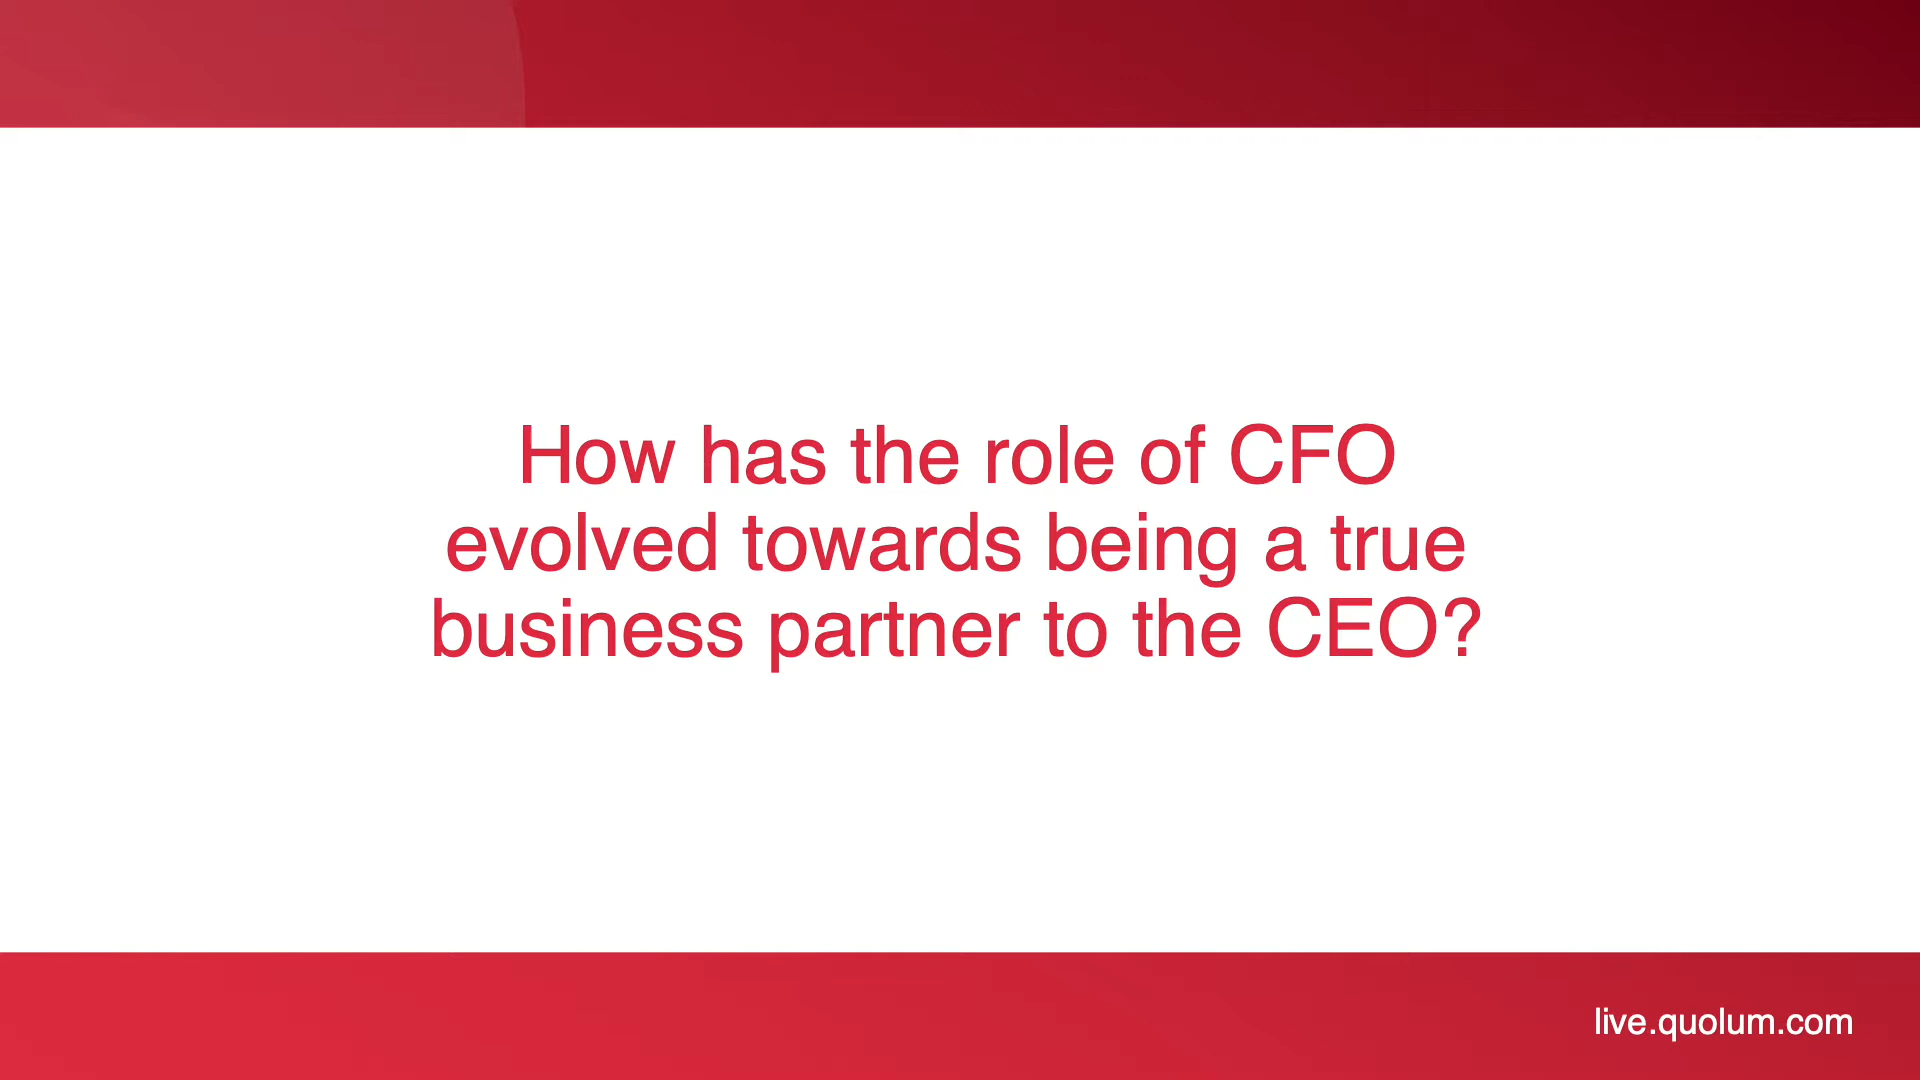 How has the role of CFO
evolved towards being a true
business partner to the CEO?
live.quolum.com